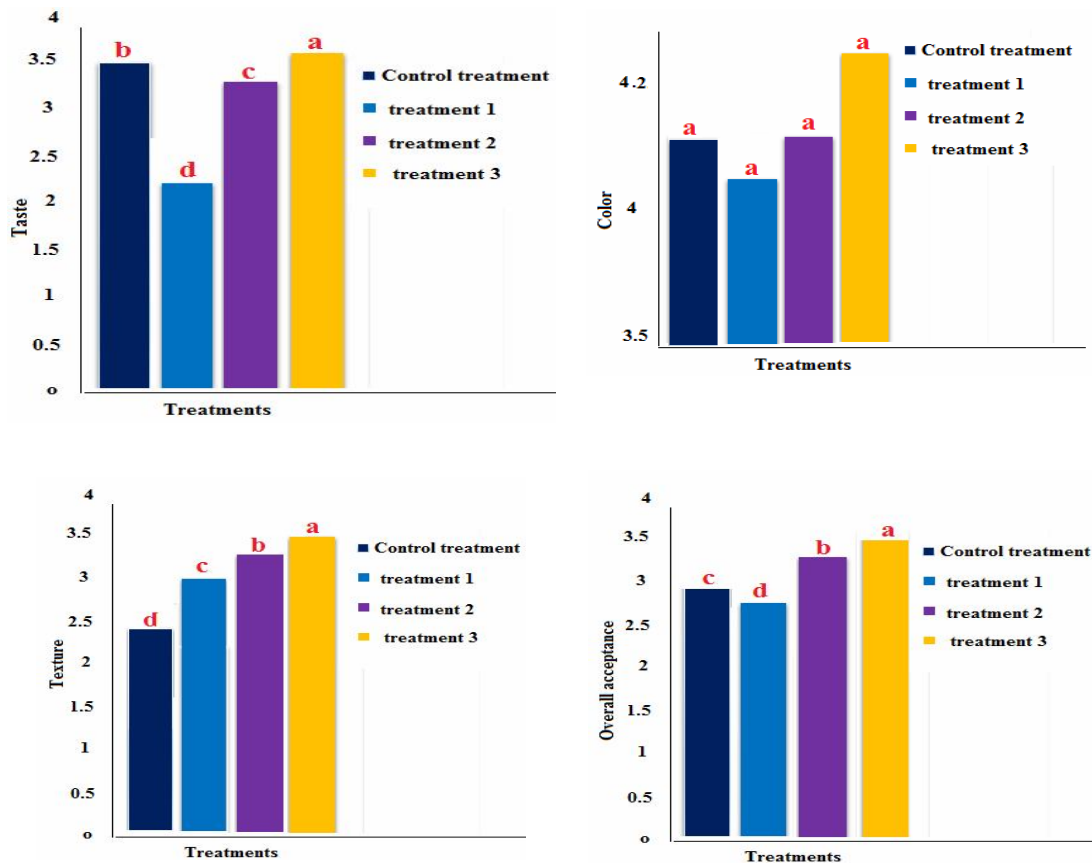 4
3.5
3
2.5
2
1.5
1
0.5
o
Taste
b
d
c
a
Control treatment
treatment 1
treatment 2
treatment 3
Treatments
4.2
4
3.5
Color
a
a
a
a
Control treatment
treatment 1
treatment 2
treatment 3
Treatments
4
3.5
3
2.5
2
1.5
1
0.5
o
Texture
d
c
b
a
Control treatment
treatment 1
treatment 2
treatment 3
Treatments
4
3.5
3
2.5
2
1.5
1
0.5
o
Overall acceptance
c
d
b
a
Control treatment
treatment 1
treatment 2
treatment 3
Treatments